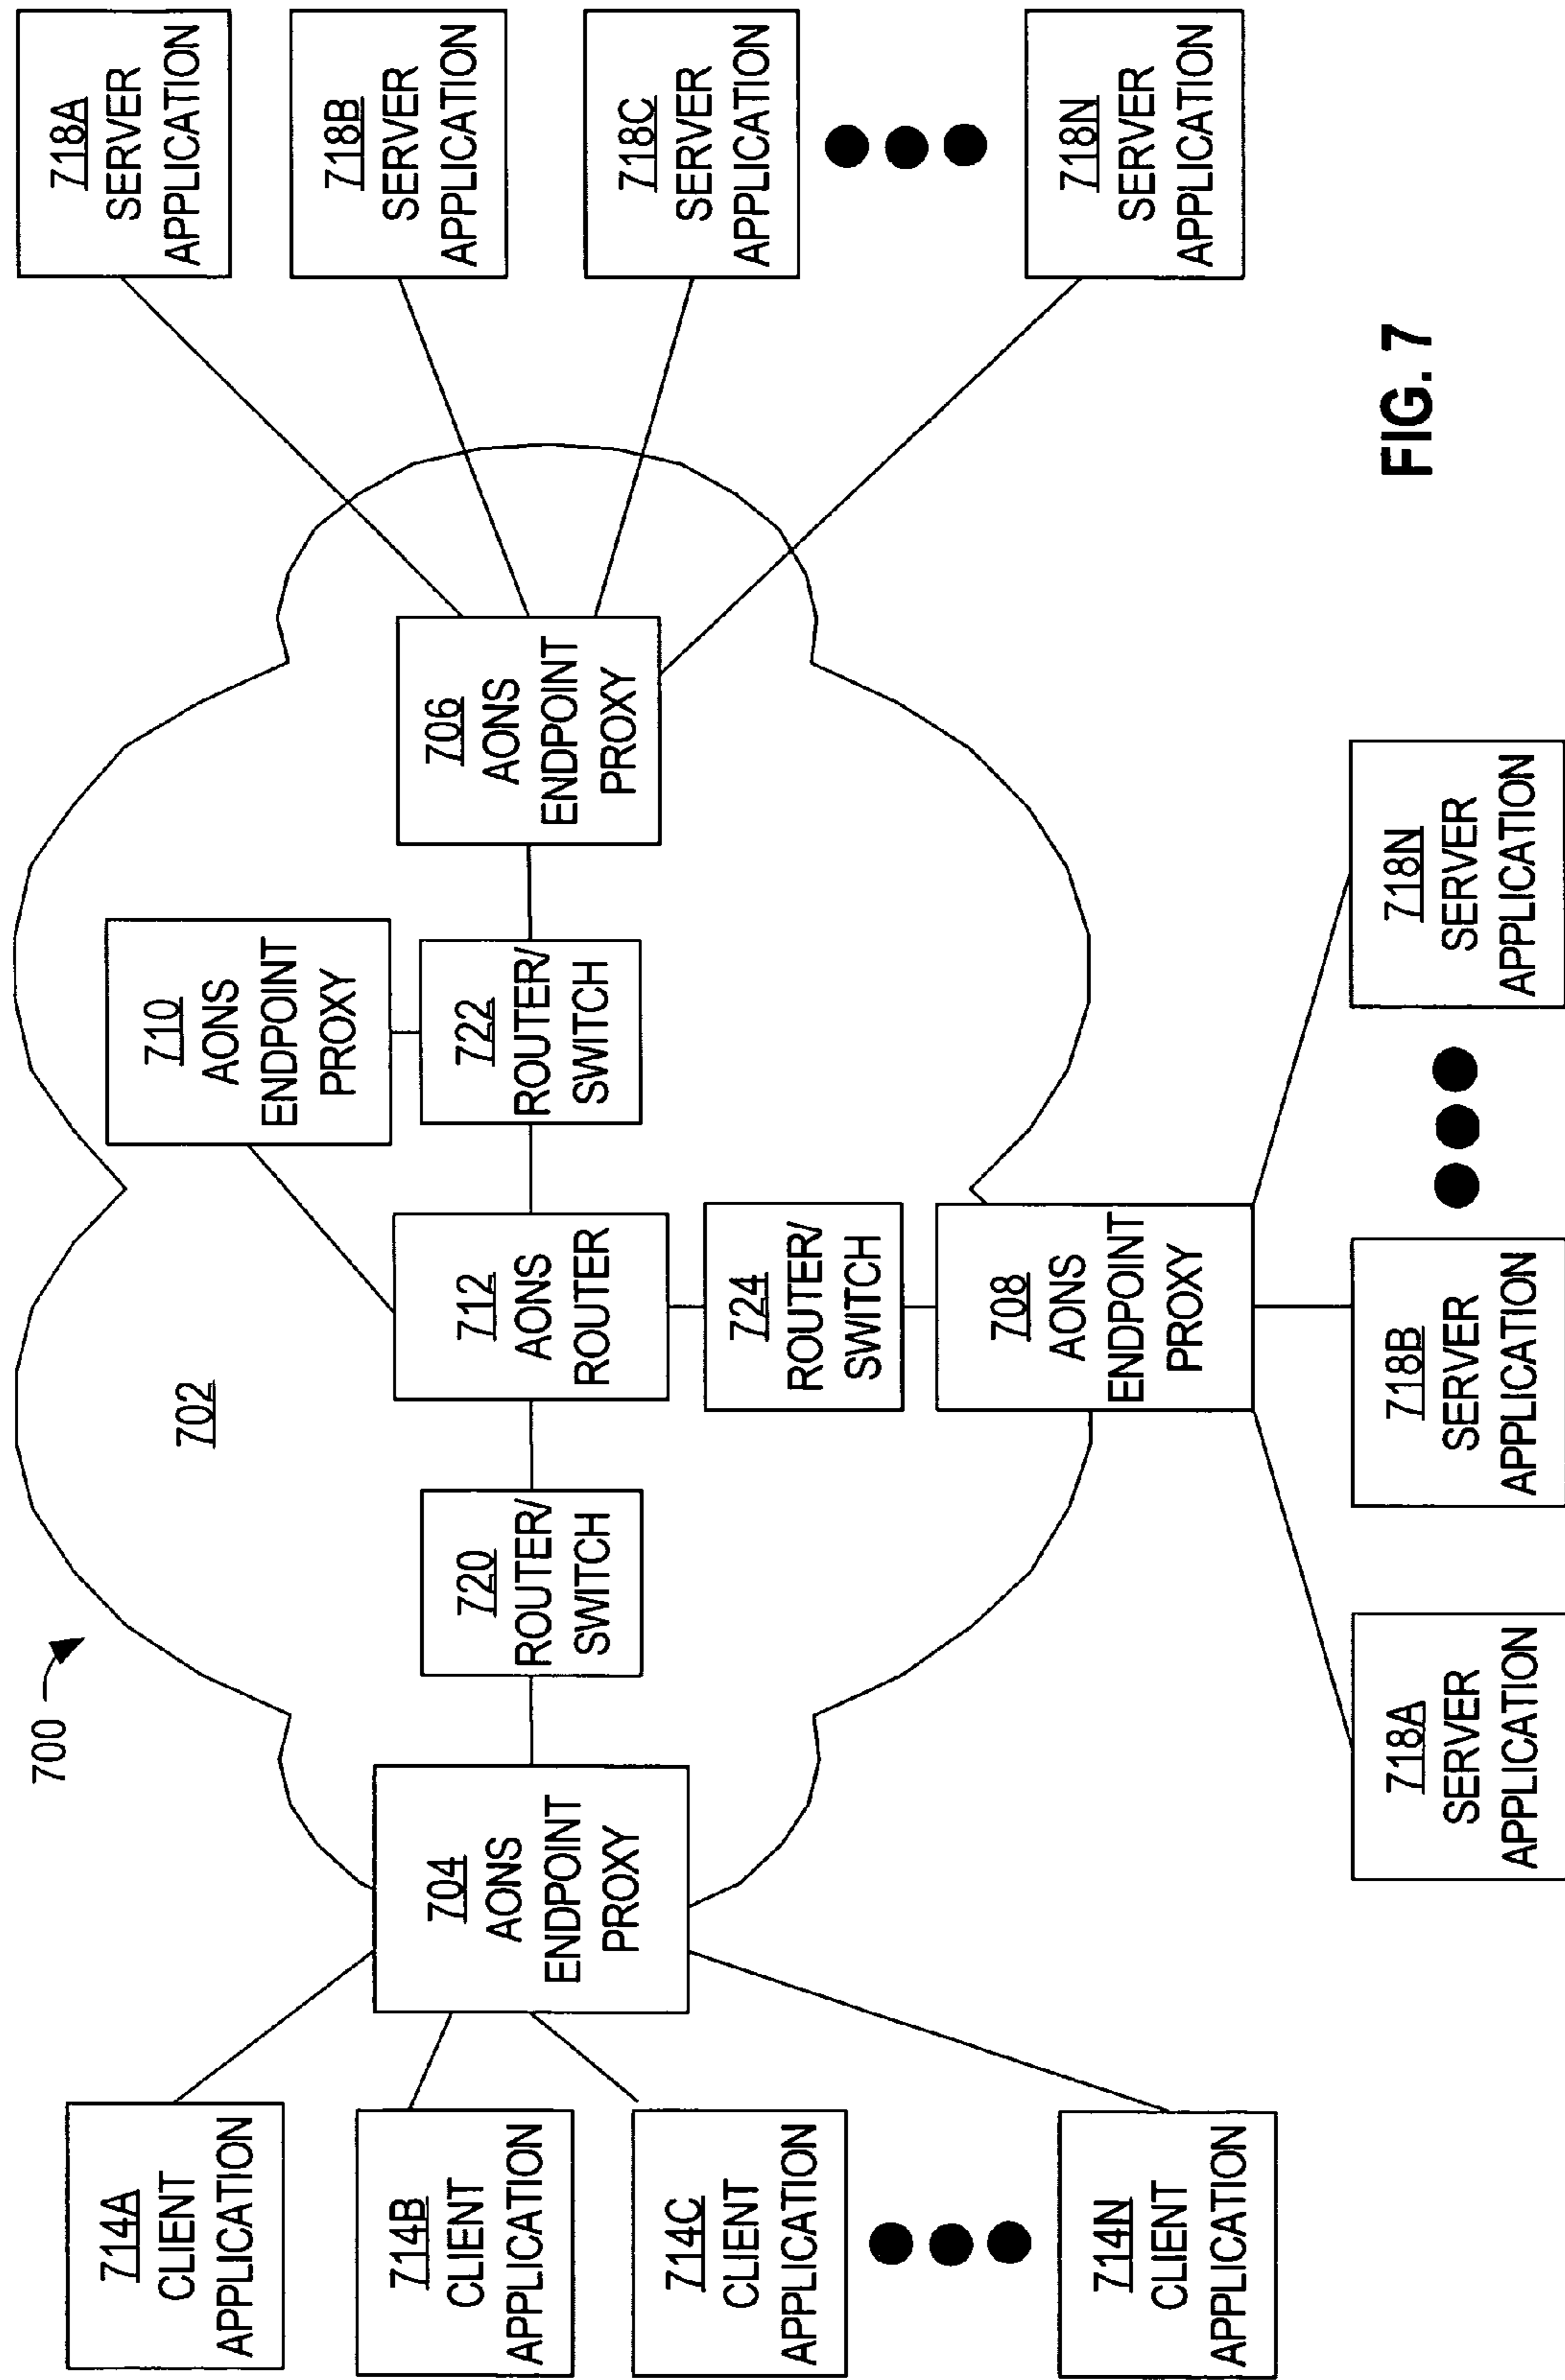 700
702
714A
CLIENT
APPLICATION
714B
CLIENT
APPLICATION
714C
CLIENT
APPLICATION
714N
CLIENT
APPLICATION
704
AONS
ENDPOINT
PROXY
720
ROUTER/
SWITCH
712
AONS
ROUTER
710
AONS
ENDPOINT
PROXY
722
ROUTER/
SWITCH
706
AONS
ENDPOINT
PROXY
724
ROUTER/
SWITCH
708
AONS
ENDPOINT
PROXY
718A
SERVER
APPLICATION
718B
SERVER
APPLICATION
718C
SERVER
APPLICATION
718N
SERVER
APPLICATION
718A
SERVER
APPLICATION
718B
SERVER
APPLICATION
718N
SERVER
APPLICATION
FIG. 7